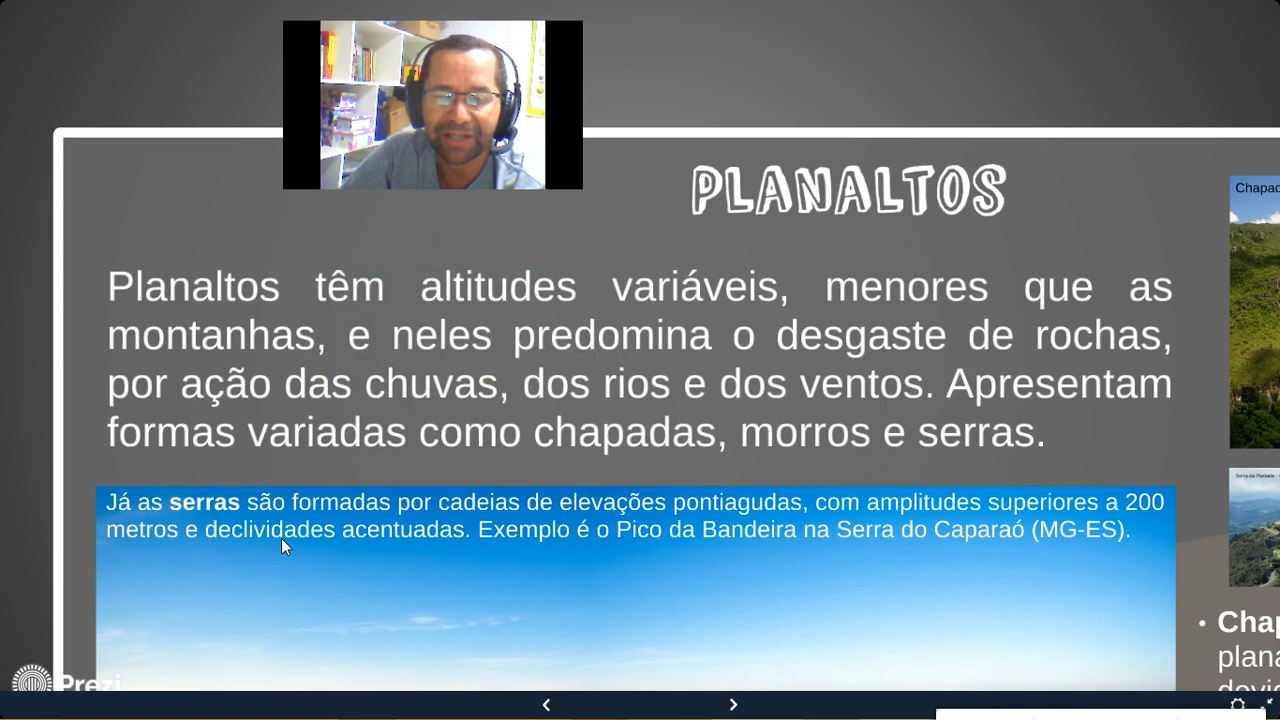 PLANALTOS
Planaltos têm altitudes variáveis, menores que as
montanhas, e neles predomina o desgaste de rochas,
por ação das chuvas, dos rios e dos ventos. Apresentam
formas variadas como chapadas, morros e serras.
Já as serras são formadas por cadeias de elevações pontiagudas, com amplitudes superiores a 200
metros e declividades acentuadas. Exemplo é o Pico da Bandeira na Serra do Caparaó (MG-ES).
Chapad
• Chap
plana
Prezi